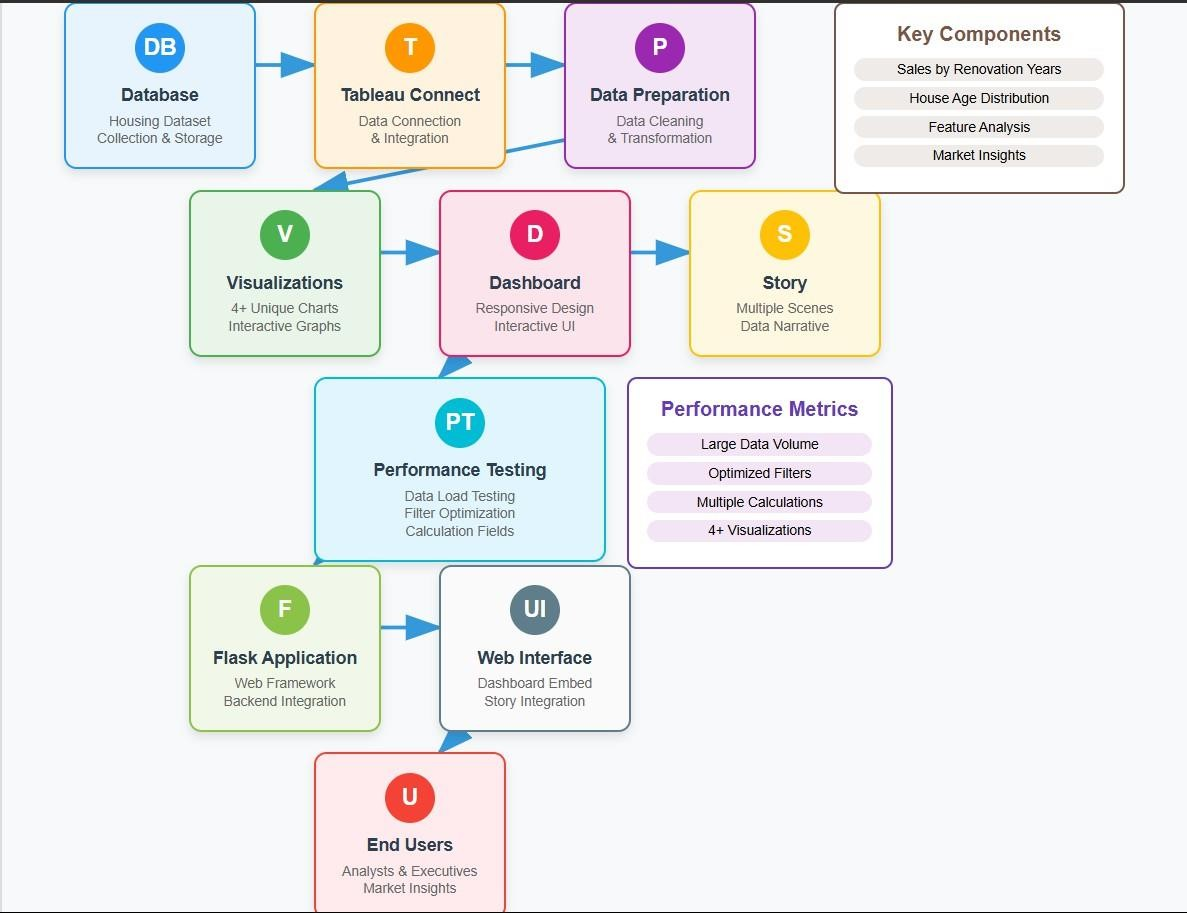 DB
Database
Housing Dataset
Collection & Storage
T
Tableau Connect
Data Connection
& Integration
P
Data Preparation
Data Cleaning
& Transformation
Key Components
Sales by Renovation Years
House Age Distribution
Feature Analysis
Market Insights
V
Visualizations
4+ Unique Charts
Interactive Graphs
D
Dashboard
Responsive Design
Interactive UI
S
Story
Multiple Scenes
Data Narrative
PT
Performance Testing
Data Load Testing
Filter Optimization
Calculation Fields
Performance Metrics
Large Data Volume
Optimized Filters
Multiple Calculations
4+ Visualizations
F
Flask Application
Web Framework
Backend Integration
UI
Web Interface
Dashboard Embed
Story Integration
U
End Users
Analysts & Executives
Market Insights